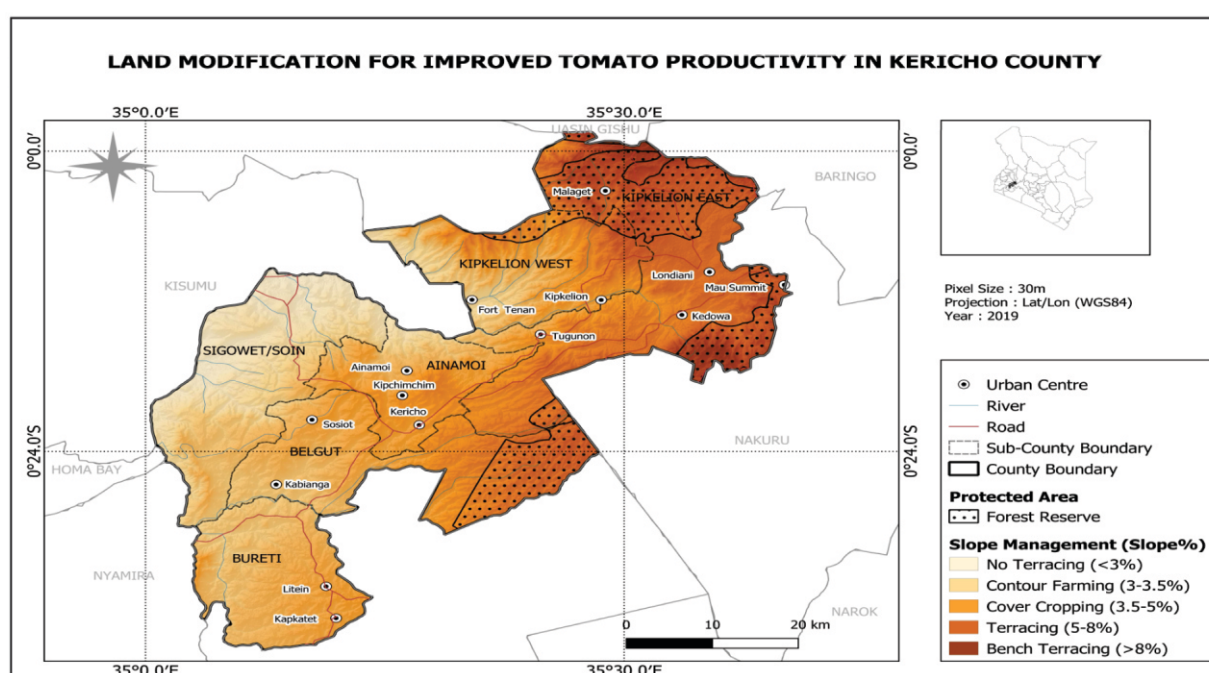 LAND MODIFICATION FOR IMPROVED TOMATO PRODUCTIVITY IN KERICHO COUNTY
35°0.0'E
35°30.0'E
UASIN GISHU
0°0.0'
0°0.0'
BARINGO
Malaget
KIPKELION EAST
KIPKELION WEST
KISUMU
Londiani
Mau Summit
Fort Tenan
Kipkelion
Kedowa
Tugunon
SIGOWET/SOIN
Ainamoi
AINAMOI
Kipchimchim
Kericho
Sosiot
NAKURU
BELGUT
0°24.0'S
0°24.0'S
HOMA BAY
Kabianga
BURETI
NYAMIRA
Litein
Kapkatet
NAROK
0
10
20 km
35°0.0'E
35°30.0'E
Pixel Size : 30m
Projection : Lat/Lon (WGS84)
Year : 2019
Urban Centre
River
Road
Sub-County Boundary
County Boundary
Protected Area
Forest Reserve
Slope Management (Slope%)
No Terracing (<3%)
Contour Farming (3-3.5%)
Cover Cropping (3.5-5%)
Terracing (5-8%)
Bench Terracing (>8%)